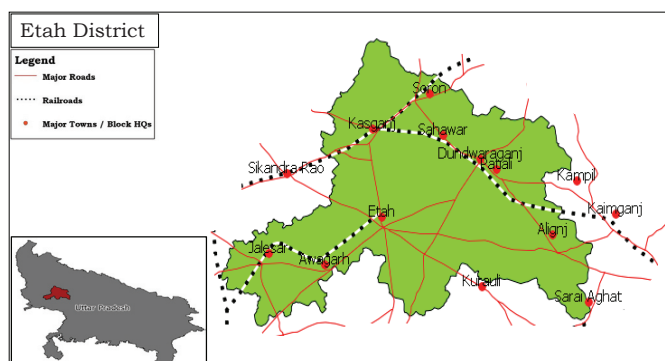 Etah District
Legend
Major Roads
Railroads
Major Towns / Block HQs
Soron
Kasganj
Sahawar
Dundwaraganj
Patiali
Sikandra Rao
Kampil
Kaimganj
Etah
Alignj
Jalesar
Awagarh
Kurauli
Sarai Aghat
Uttar Pradesh